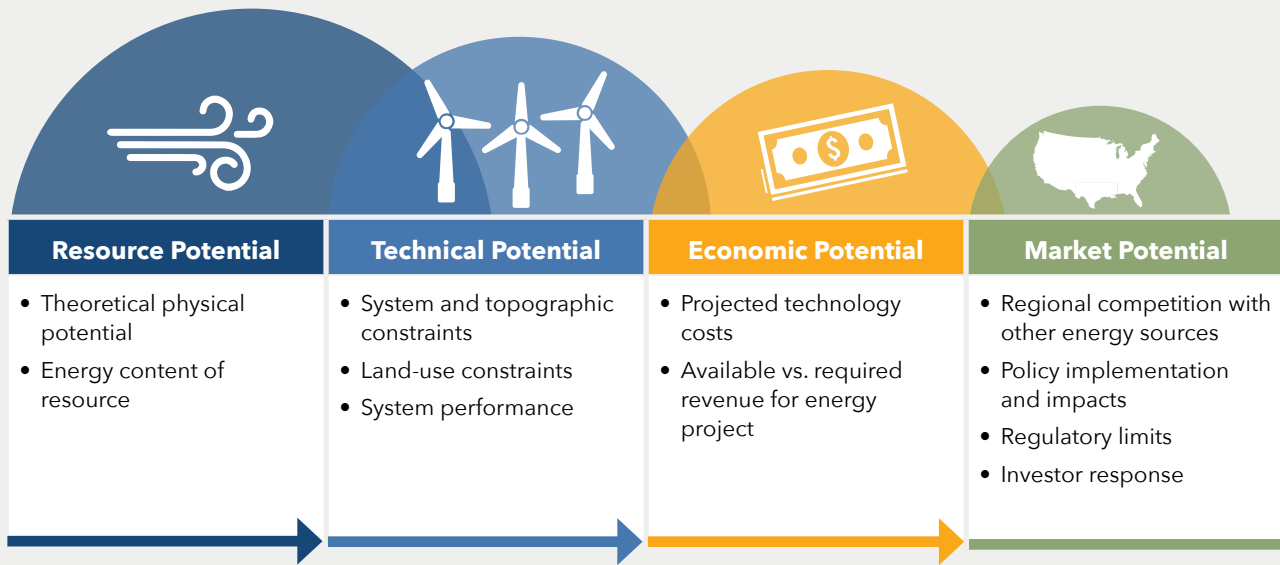 $
Resource Potential
• Theoretical physical
potential
• Energy content of
resource
Technical Potential
• System and topographic
constraints
• Land-use constraints
• System performance
Economic Potential
• Projected technology
costs
• Available vs. required
revenue for energy
project
Market Potential
• Regional competition with
other energy sources
• Policy implementation
and impacts
• Regulatory limits
• Investor response